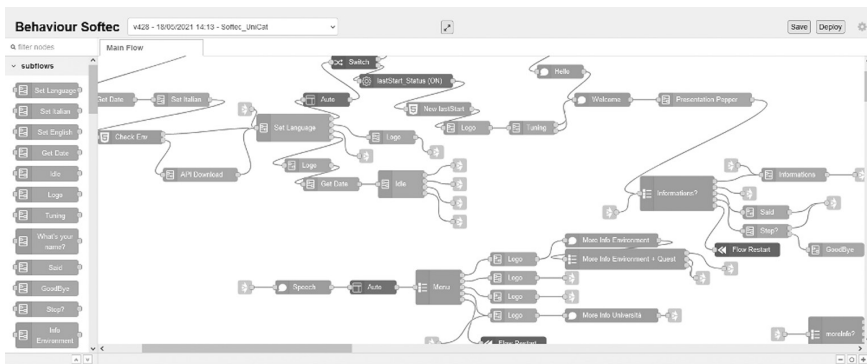 Behaviour Softec
v428 - 18/05/2021 14:13 - Softec_UniCat
Save
Deploy
filter nodes
Main Flow
subflows
Set Language
Set Italian
Set English
Get Date
Idle
Logo
Tuning
What's your
name?
Said
GoodBye
Stop?
Info
Environment
Get Date
Set Italian
Check Env
API Download
Switch
lastStart_Status (ON)
Auto
New lastStart
Set Language
Logo
Logo
Get Date
Idle
Logo
Tuning
Hello
Welcome
Presentation Pepper
Informations?
Informations
Said
Stop?
Flow Restart
GoodBye
Speech
Auto
Menu
Logo
Logo
Logo
Logo
More Info Environment
More Info Environment + Quest
More Info Università
Flow Restart
moreInfo?